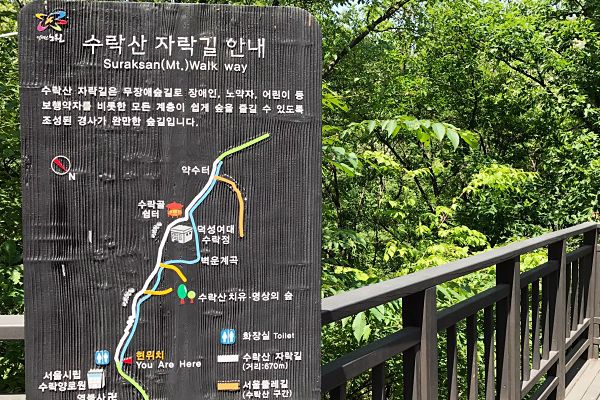 노원
수락산 자락길 안내
Suraksan(Mt.)Walk way
수락산 자락길은 무장애숲길로 장애인, 노약자, 어린이 등
보행약자를 비롯한 모든 계층이 쉽게 숲을 즐길 수 있도록
조성된 경사가 완만한 숲길입니다.
N
약수터
수락골
쉼터
덕성여대
수락정
벽운계곡
수락산치유·명상의 숲
화장실 Toilet
현위치
You Are Here
수락산 자락길
(거리:670m)
서울시립
수락양로원
서울둘레길
(수락산 구간)